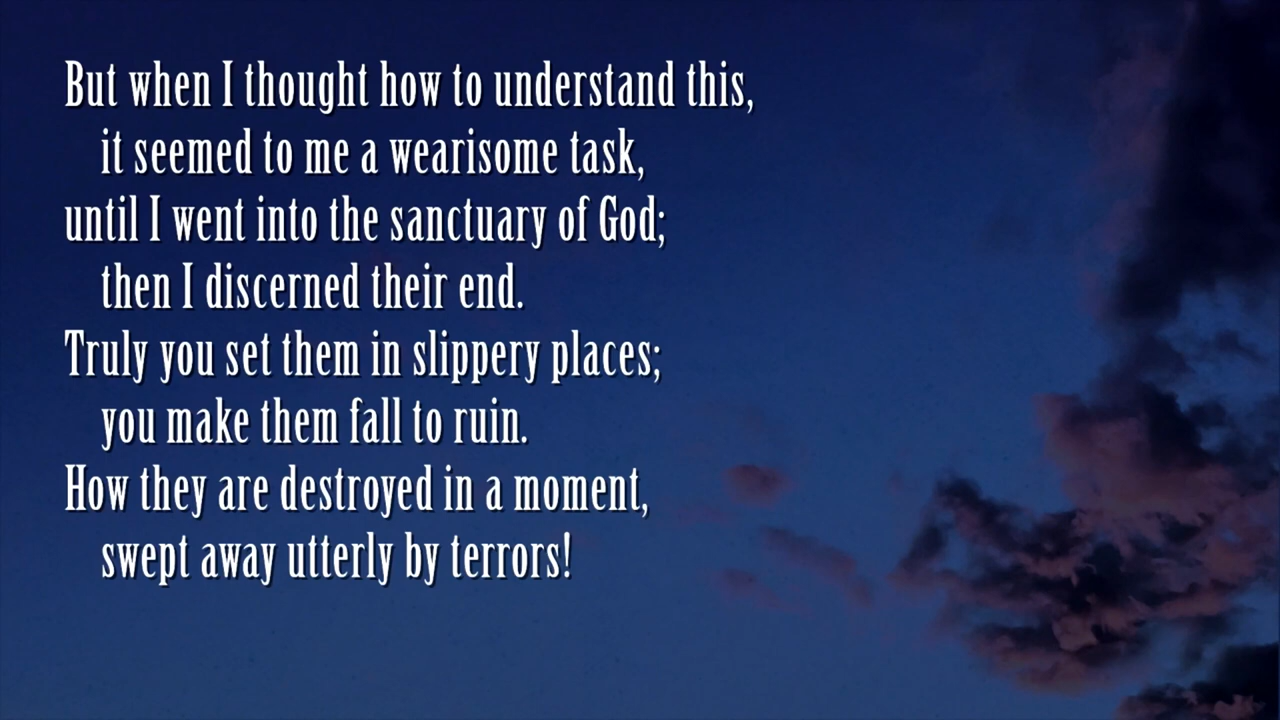 But when I thought how to understand this,
it seemed to me a wearisome task,
until I went into the sanctuary of God;
then I discerned their end.
Truly you set them in slippery places;
you make them fall to ruin.
How they are destroyed in a moment,
swept away utterly by terrors!